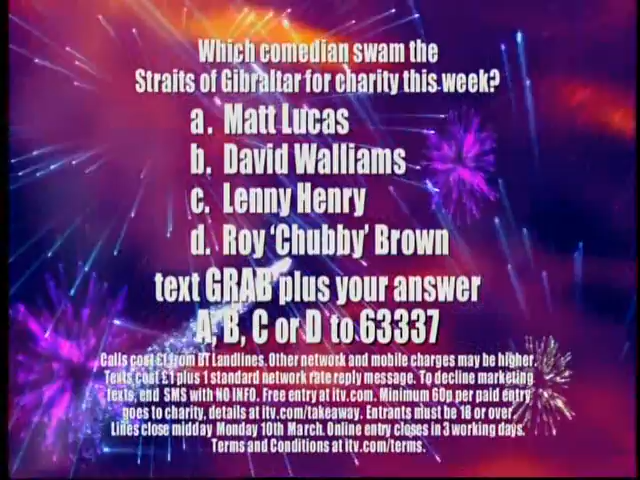 Which comedian swam the
Straits of Gibraltar for charity this week?
a. Matt Lucas
b. David Walliams
c. Lenny Henry
d. Roy 'Chubby' Brown
text GRAB plus your answer
A, B, C or D to 63337
Calls cost £1 from BT Landlines. Other network and mobile charges may be higher.
Texts cost £1 plus 1 standard network rate reply message. To decline marketing
texts, end SMS with NO INFO. Free entry at itv.com. Minimum 60p per paid entry
goes to charity, details at itv.com/takeaway. Entrants must be 16 or over.
Lines close midday Monday 10th March. Online entry closes in 3 working days.
Terms and Conditions at itv.com/terms.